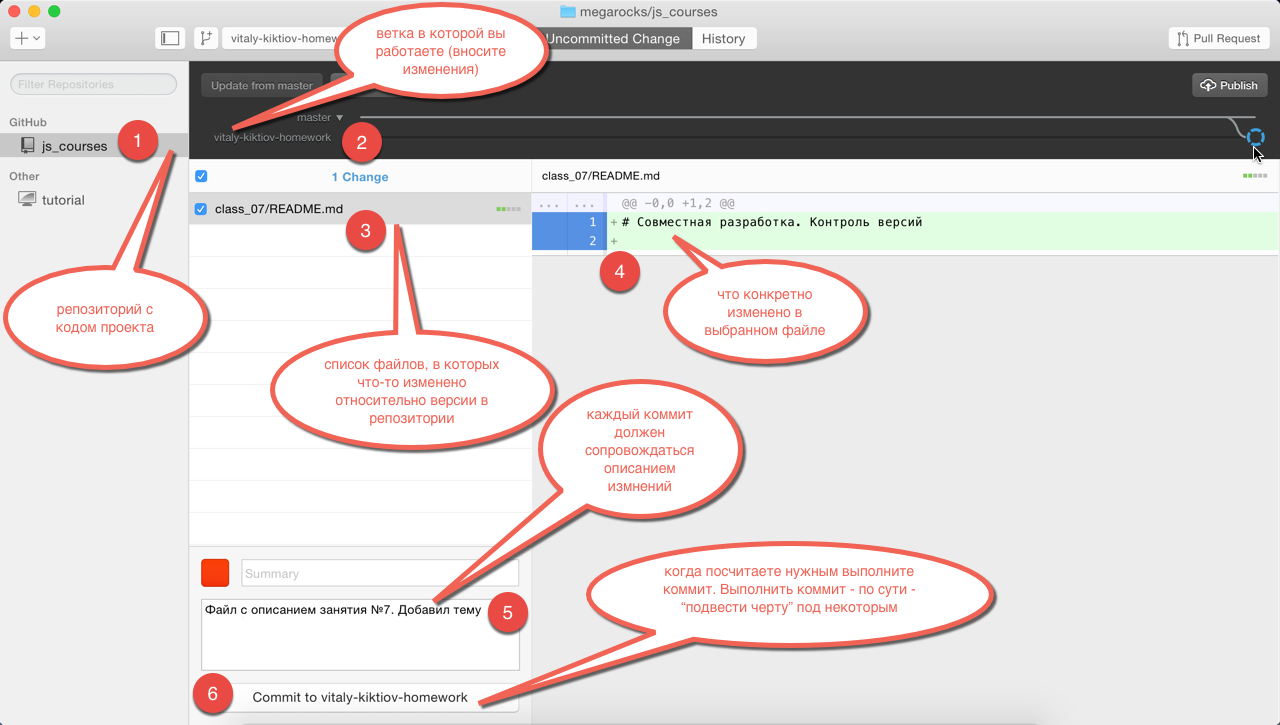 megarocks/js_courses
vitaly-kiktiov-homew
Uncommitted Change
History
Pull Request
ветка в которой вы
работаете (вносите
изменения)
Filter Repositories
Update from master
Publish
GitHub
js_courses
1
master
vitaly-kiktiov-homework
2
Other
tutorial
1 Change
class_07/README.md
class_07/README.md
3
... ... @@ -0,0 +1,2 @@
1 + # Совместная разработка. Контроль версий
2 +
4
репозиторий с
кодом проекта
что конкретно
изменено в
выбранном файле
список файлов, в которых
что-то изменено
относительно версии в
репозитории
каждый коммит
должен
сопровождаться
описанием
измнений
Summary
Файл с описанием занятия №7. Добавил тему
5
когда посчитаете нужным выполните
коммит. Выполнить коммит - по сути -
“подвести черту” под некоторым
6
Commit to vitaly-kiktiov-homework